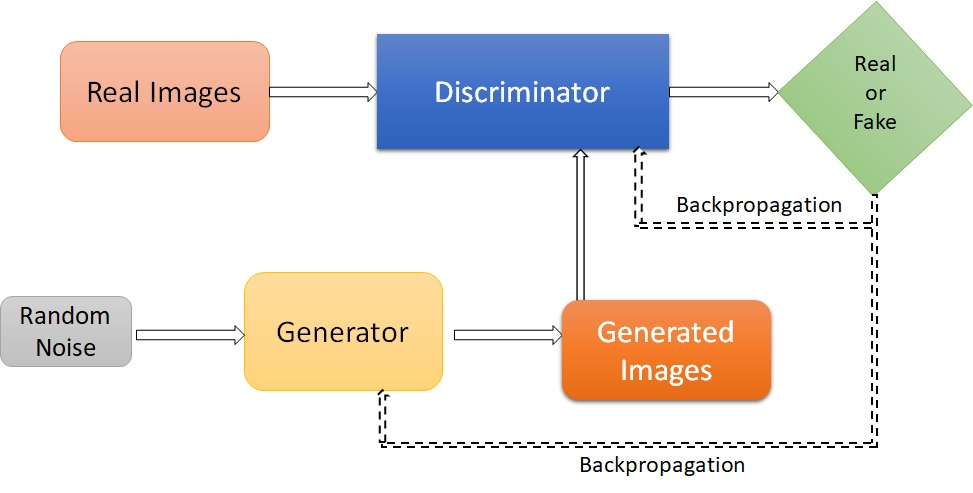 Real Images
Discriminator
Real
or
Fake
Backpropagation
Random
Noise
Generator
Generated
Images
Backpropagation